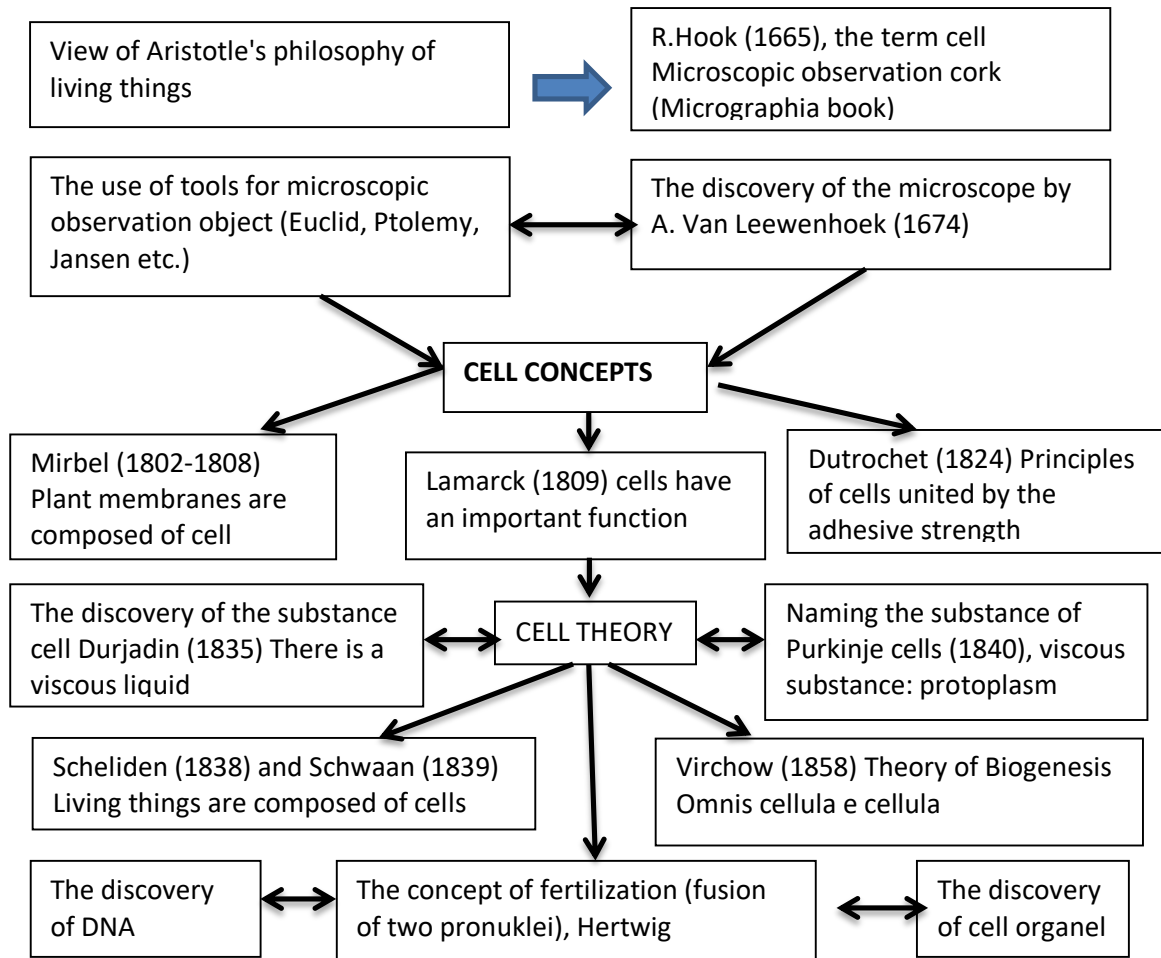 View of Aristotle's philosophy of
living things
R.Hook (1665), the term cell
Microscopic observation cork
(Micrographia book)
The use of tools for microscopic
observation object (Euclid, Ptolemy,
Jansen etc.)
The discovery of the microscope by
A. Van Leewenhoek (1674)
CELL CONCEPTS
Mirbel (1802-1808)
Plant membranes are
composed of cell
Lamarck (1809) cells have
an important function
Dutrochet (1824) Principles
of cells united by the
adhesive strength
The discovery of the substance
cell Durjadin (1835) There is a
viscous liquid
CELL THEORY
Naming the substance of
Purkinje cells (1840), viscous
substance: protoplasm
Scheliden (1838) and Schwaan (1839)
Living things are composed of cells
Virchow (1858) Theory of Biogenesis
Omnis cellula e cellula
The discovery
of DNA
The concept of fertilization (fusion
of two pronuklei), Hertwig
The discovery
of cell organel